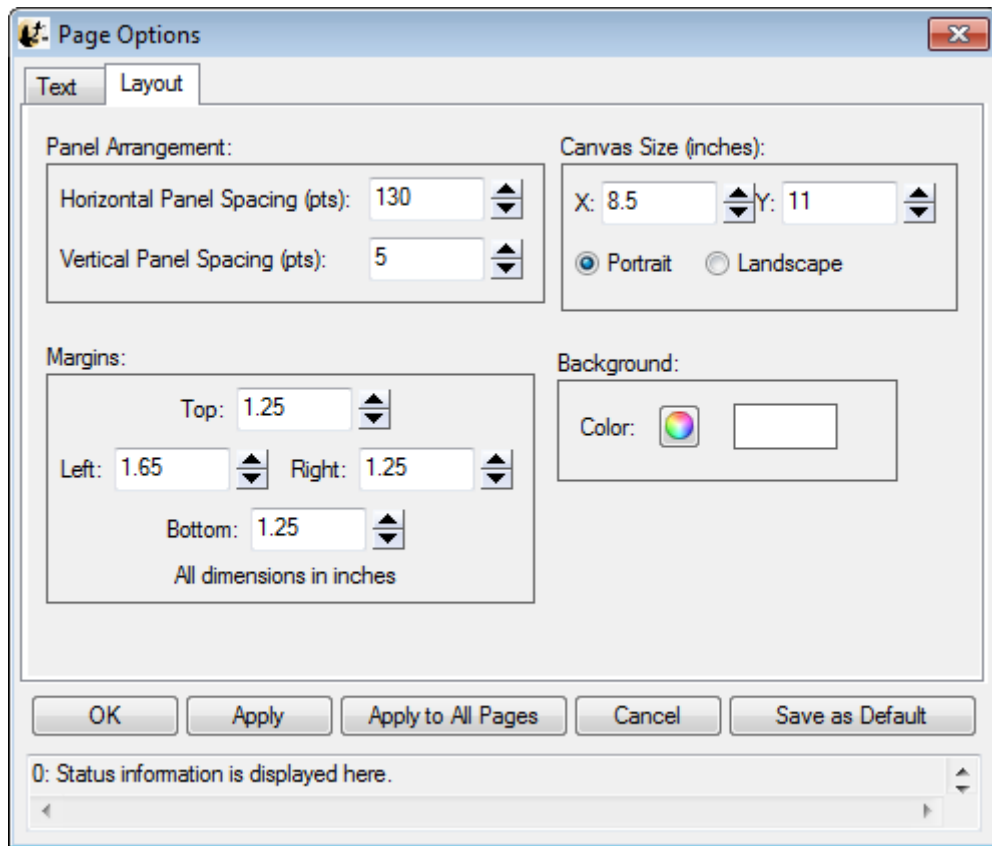 Page Options
Text Layout
Panel Arrangement:
Horizontal Panel Spacing (pts): 130
Vertical Panel Spacing (pts): 5
Canvas Size (inches):
X: 8.5 Y: 11
Portrait Landscape
Margins:
Top: 1.25
Left: 1.65 Right: 1.25
Bottom: 1.25
All dimensions in inches
Background:
Color:
OK Apply Apply to All Pages Cancel Save as Default
0: Status information is displayed here.